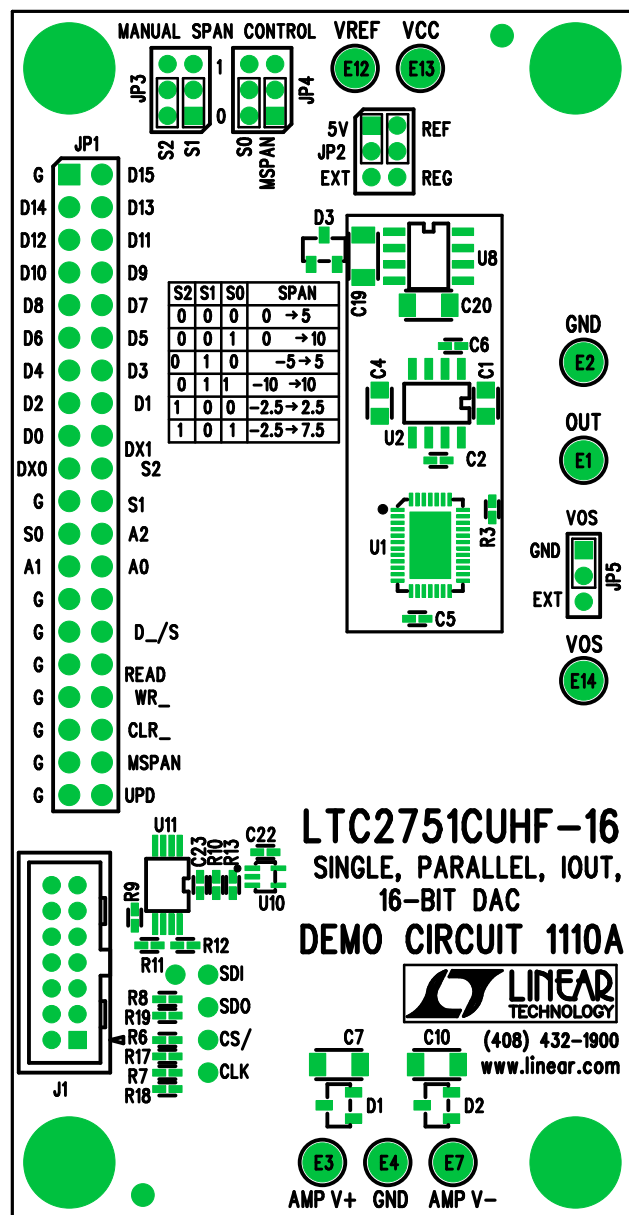 MANUAL SPAN CONTROL
VREF VCC
E12 E13
JP3 1 0 JP4
S2 S1 S0 MSPAN
5V REF
JP2
EXT REG
JP1
G D15
D14 D13
D12 D11
D10 D9
D8 D7
D6 D5
D4 D3
D2 D1
D0 DX1
DX0 S2
G S1
S0 A2
A1 A0
G
G D_/S
G READ
G WR_
G CLR_
G MSPAN
G UPD
S2 S1 S0 SPAN
0 0 0 0 →5
0 0 1 0 →10
0 1 0 -5→5
0 1 1 -10 →10
1 0 0 -2.5→2.5
1 0 1 -2.5→7.5
D3
C19
U8
C20
C6
C4 C1
U2
C2
U1
R3
C5
GND
E2
OUT
E1
VOS
GND
EXT
JP5
VOS
E14
LTC2751CUHF-16
SINGLE, PARALLEL, IOUT,
16-BIT DAC
DEMO CIRCUIT 1110A
LINEAR
TECHNOLOGY
(408) 432-1900
www.linear.com
U11
C23 R10 R13
C22
U10
R9
R11 R12
SDI
R8
R19 SDO
R6 CS/
R17
R7 CLK
R18
J1
C7 C10
D1 D2
E3 E4 E7
AMP V+ GND AMP V-